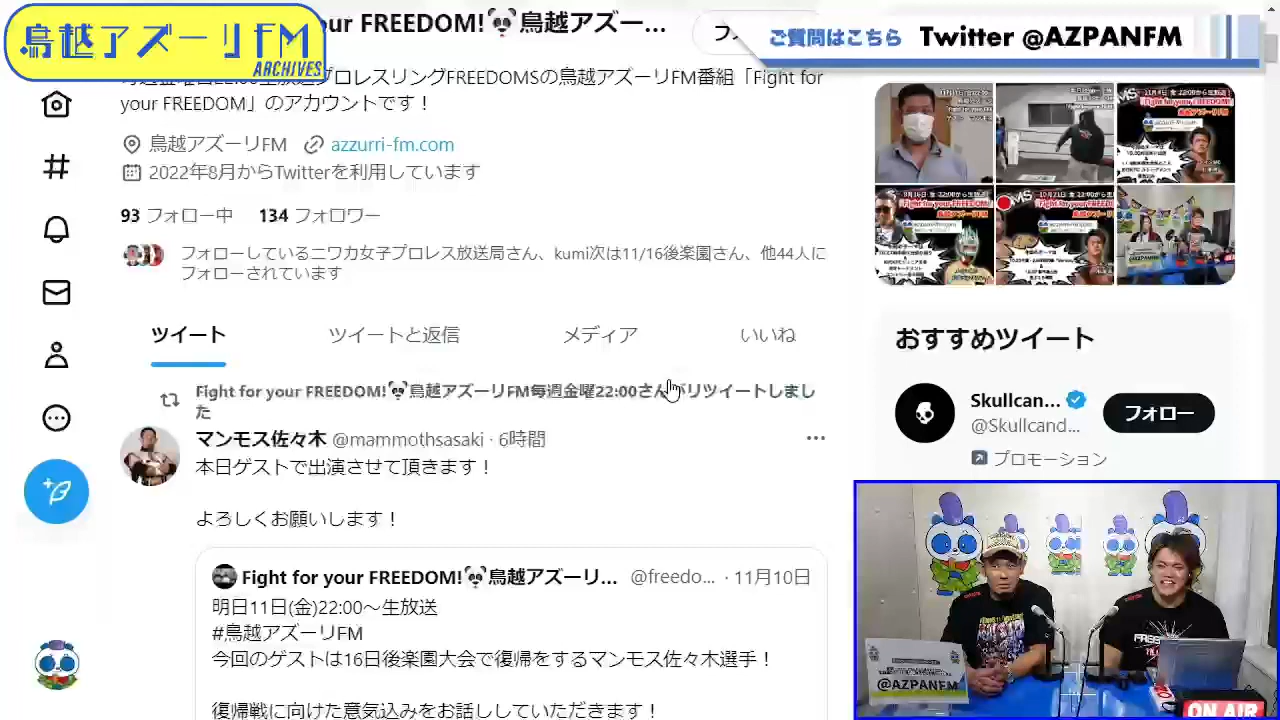 鳥越アズーリFM
ARCHIVES
your FREEDOM!🐼鳥越アズー...
ご質問はこちら Twitter @AZPANFM
プロレスリングFREEDOMSの鳥越アズーリFM番組「Fight for
your FREEDOM」のアカウントです！
鳥越アズーリFM azzurri-fm.com
2022年8月からTwitterを利用しています
93 フォロー中 134 フォロワー
フォローしているニワカ女子プロレス放送局さん、kumi次は11/16後楽園さん、他44人に
フォローされています
ツイート ツイートと返信 メディア いいね
Fight for your FREEDOM!🐼鳥越アズーリFM毎週金曜22:00さんがリツイートしまし
た
マンモス佐々木 @mammothsasaki · 6時間
本日ゲストで出演させて頂きます！
よろしくお願いします！
Fight for your FREEDOM!🐼鳥越アズーリ... @freedo... · 11月10日
明日11日(金)22:00～生放送
#鳥越アズーリFM
今回のゲストは16日後楽園大会で復帰をするマンモス佐々木選手！
復帰戦に向けた意気込みをお話ししていただきます！
おすすめツイート
Skullcan...
@Skullcand...
フォロー
プロモーション
@AZPANFM
ON AIR